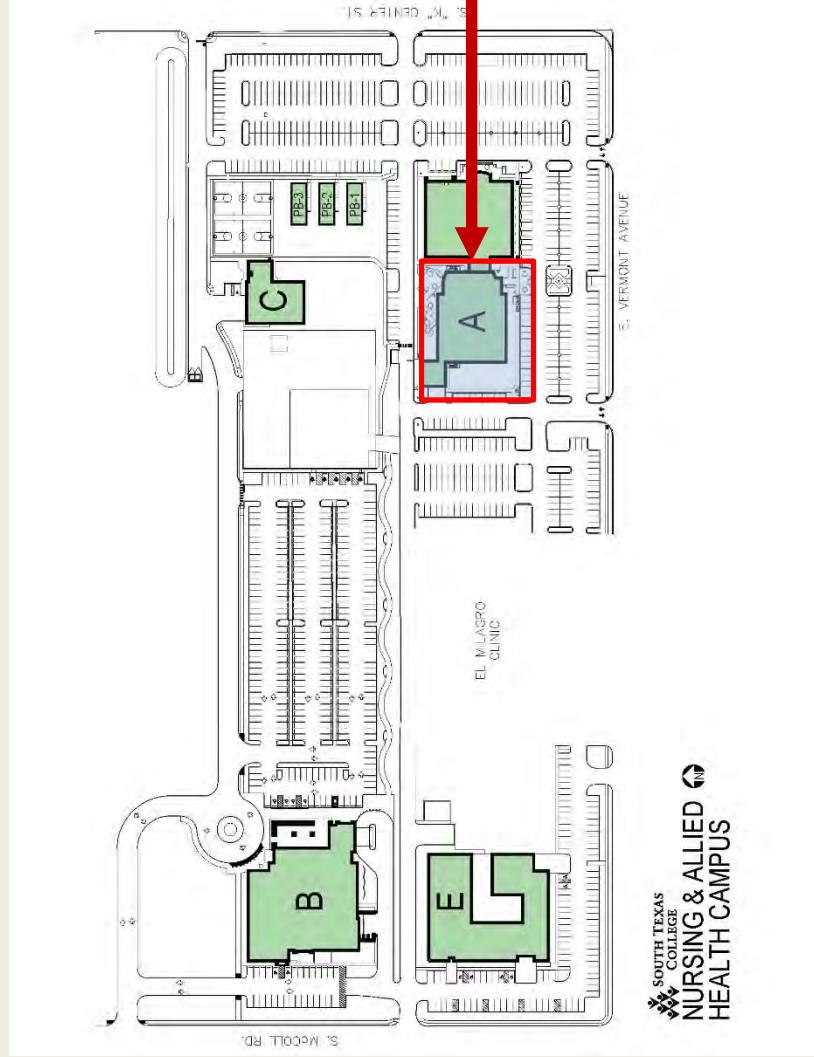 S. "K" CENTER ST.
PB-3
PB-2
PB-1
C
A
E. VERMONT AVENUE
EL MILAGRO
CLINIC
B
E
S. McCOLL RD.
SOUTH TEXAS
COLLEGE
NURSING & ALLIED
HEALTH CAMPUS
N